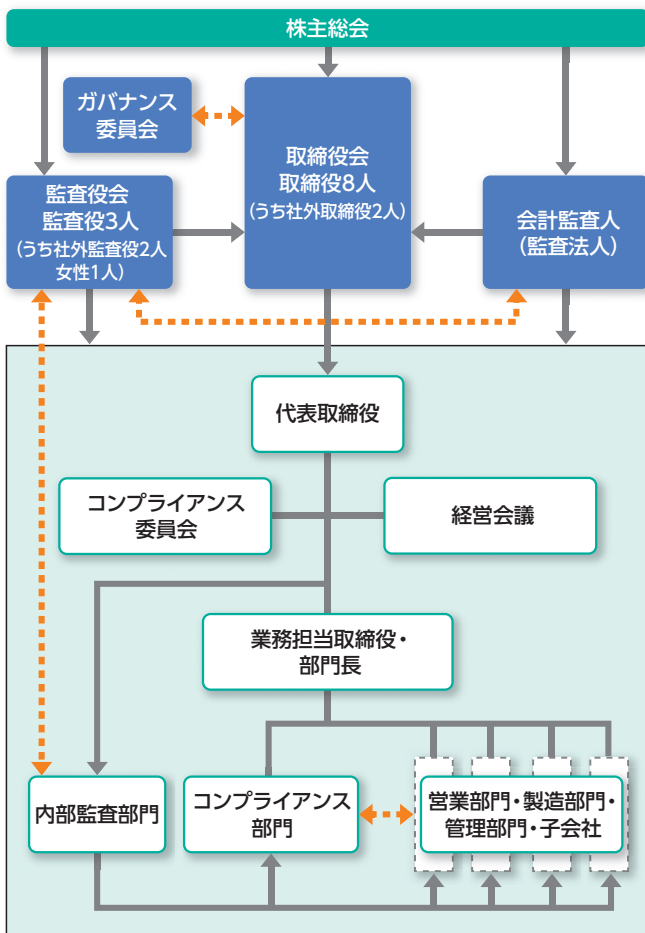 株主総会
ガバナンス
委員会
取締役会
取締役8人
(うち社外取締役2人)
監査役会
監査役3人
(うち社外監査役2人
女性1人)
会計監査人
(監査法人)
代表取締役
コンプライアンス
委員会
経営会議
業務担当取締役・
部門長
内部監査部門
コンプライアンス
部門
営業部門・製造部門・
管理部門・子会社